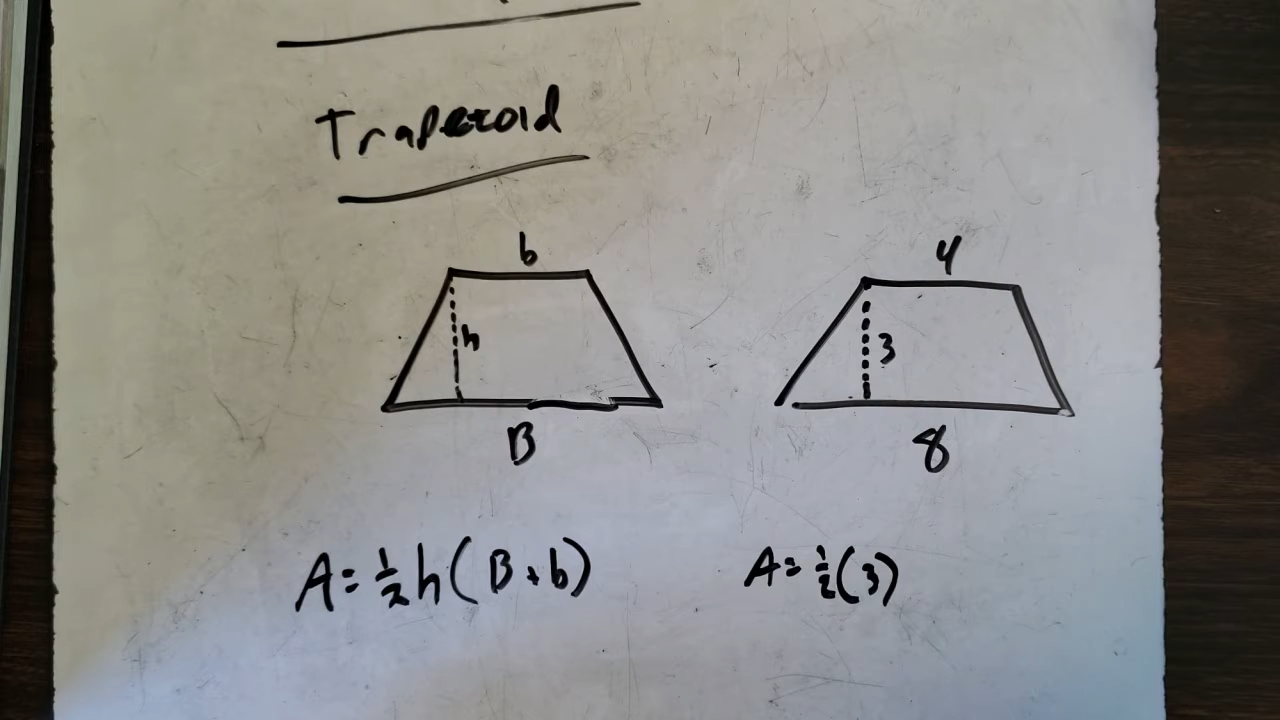 Trapezoid
b
4
h
3
B
8
A = ½h(B+b)
A = ½(3)